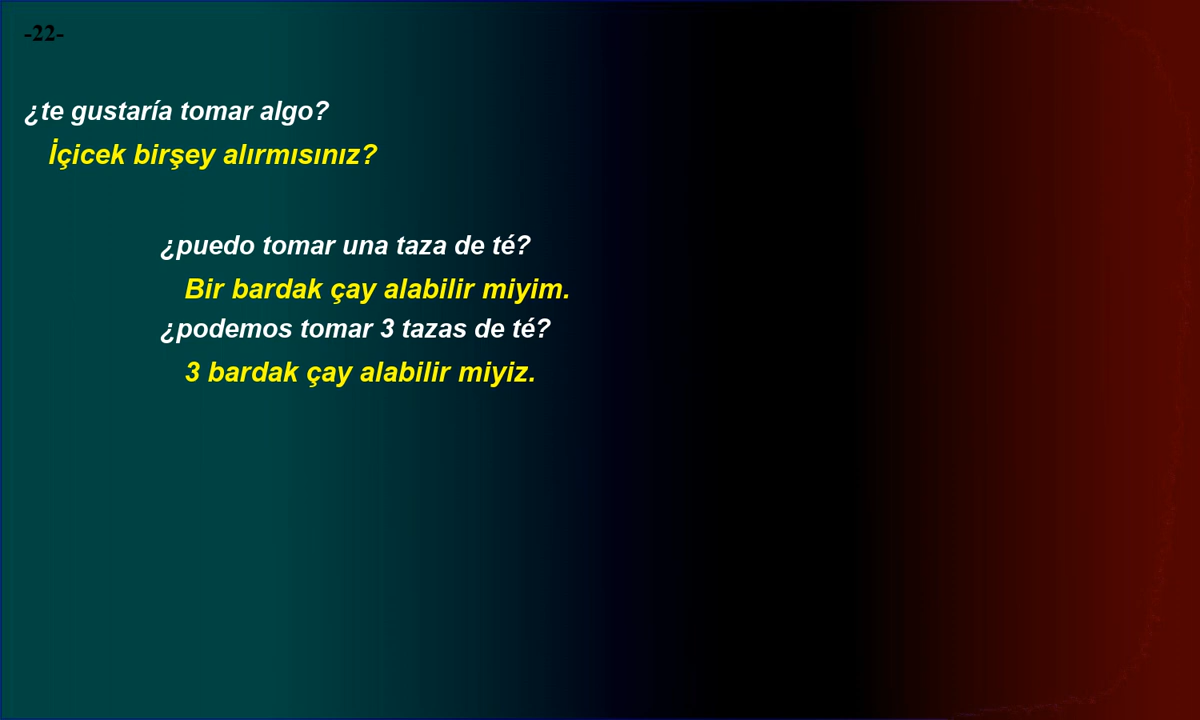 -22-
¿te gustaría tomar algo?
İçicek birşey alırmısınız?
¿puedo tomar una taza de té?
Bir bardak çay alabilir miyim.
¿podemos tomar 3 tazas de té?
3 bardak çay alabilir miyiz.